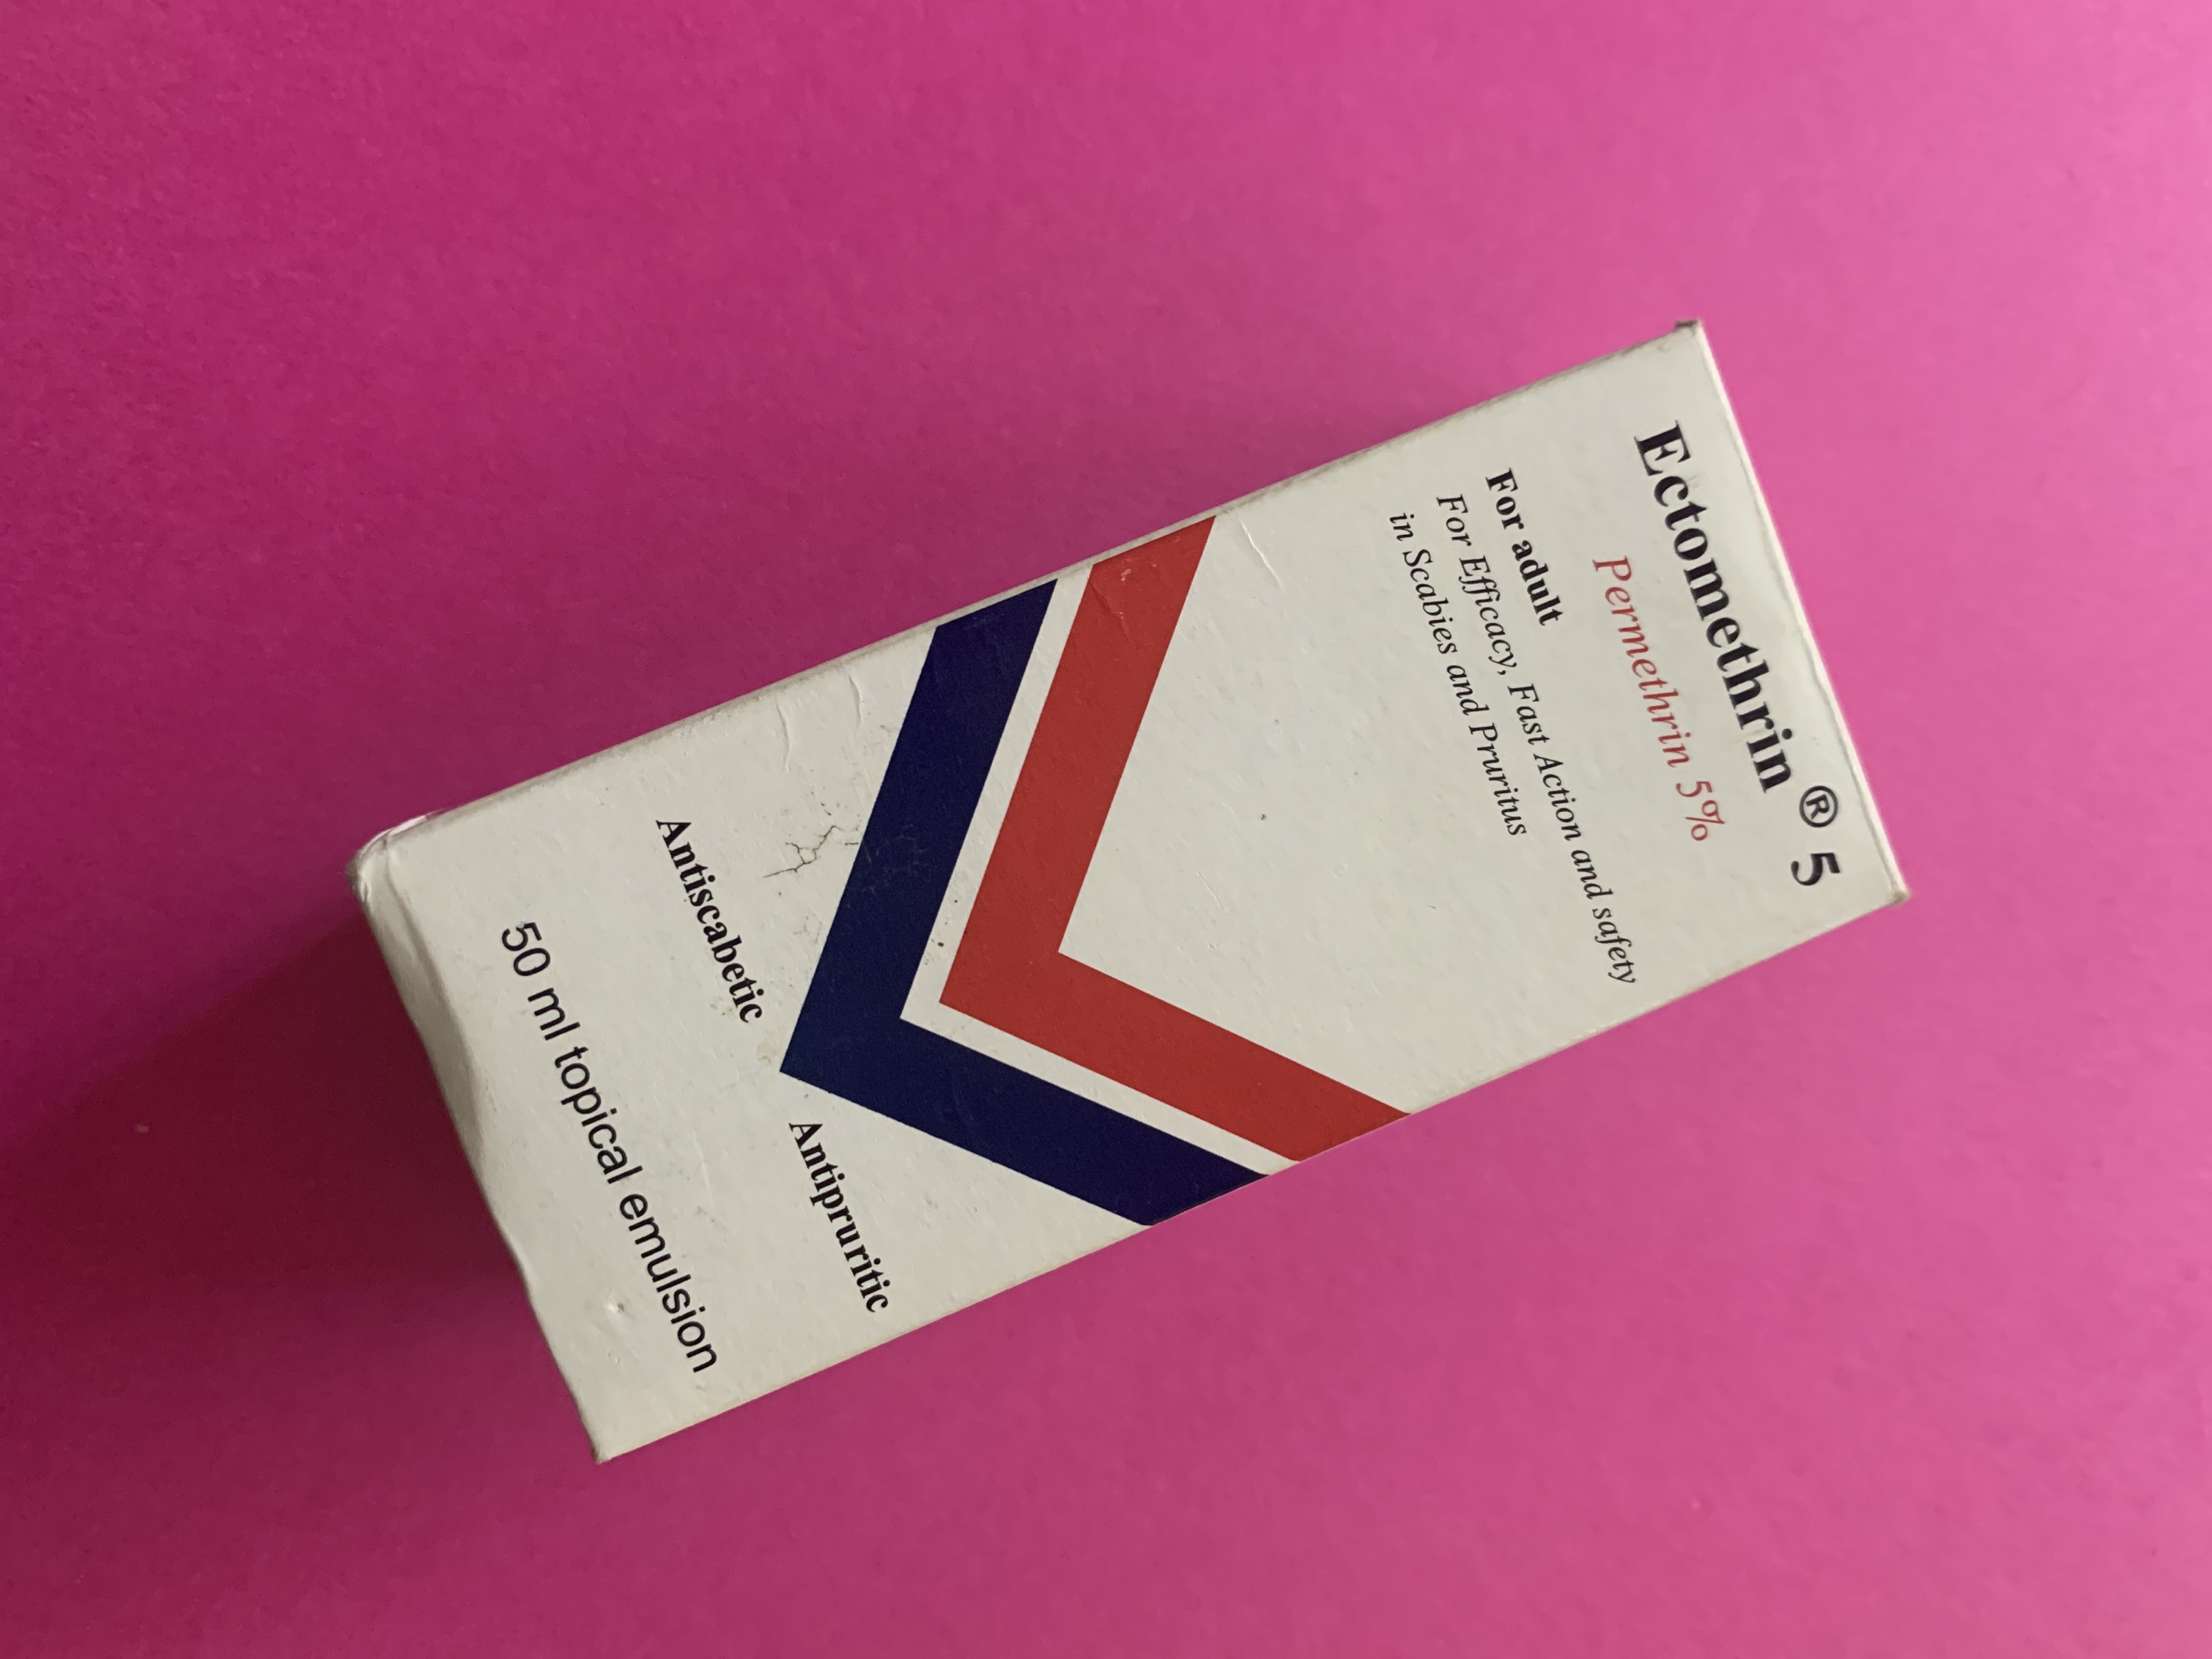 Ectomethrin ® 5
Permethrin 5%
For adult
For Efficacy, Fast Action and safety
in Scabies and Pruritus
Antiscabetic
Antipruritic
50 ml topical emulsion